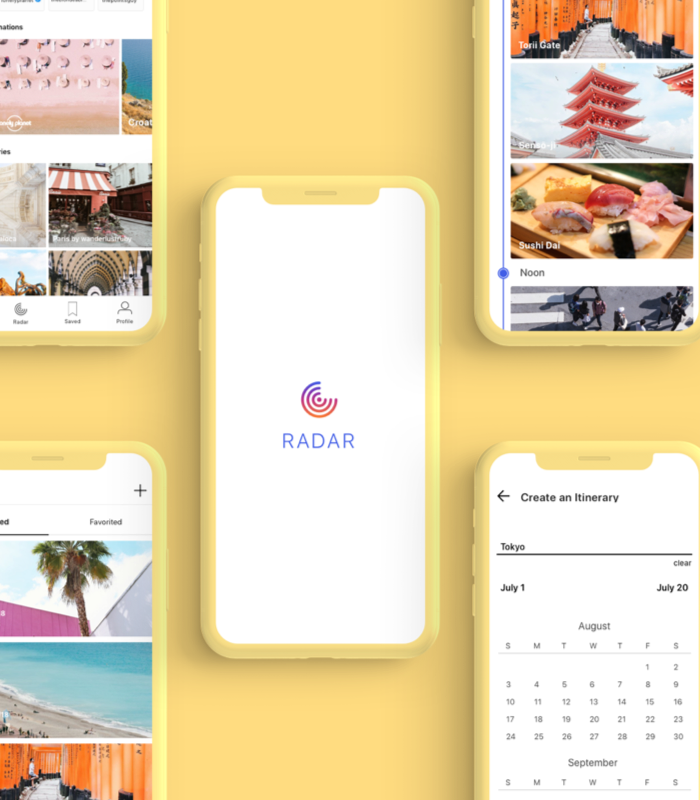 nations
Croat
ries
Paris by wanderlustruby
Radar
Saved
Profile
Torii Gate
Senso-ji
Sushi Dai
Noon
RADAR
ed
Favorited
Create an Itinerary
Tokyo
clear
July 1 July 20
August
S M T W T F S
1 2
3 4 5 6 7 8 9
10 11 12 13 14 15 16
17 18 19 20 21 22 23
24 25 26 27 28 29 30
September
S M T W T F S